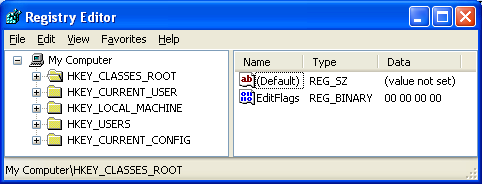 Registry Editor
File Edit View Favorites Help
My Computer
HKEY_CLASSES_ROOT
HKEY_CURRENT_USER
HKEY_LOCAL_MACHINE
HKEY_USERS
HKEY_CURRENT_CONFIG
Name Type Data
(Default) REG_SZ (value not set)
EditFlags REG_BINARY 00 00 00 00
My Computer\HKEY_CLASSES_ROOT